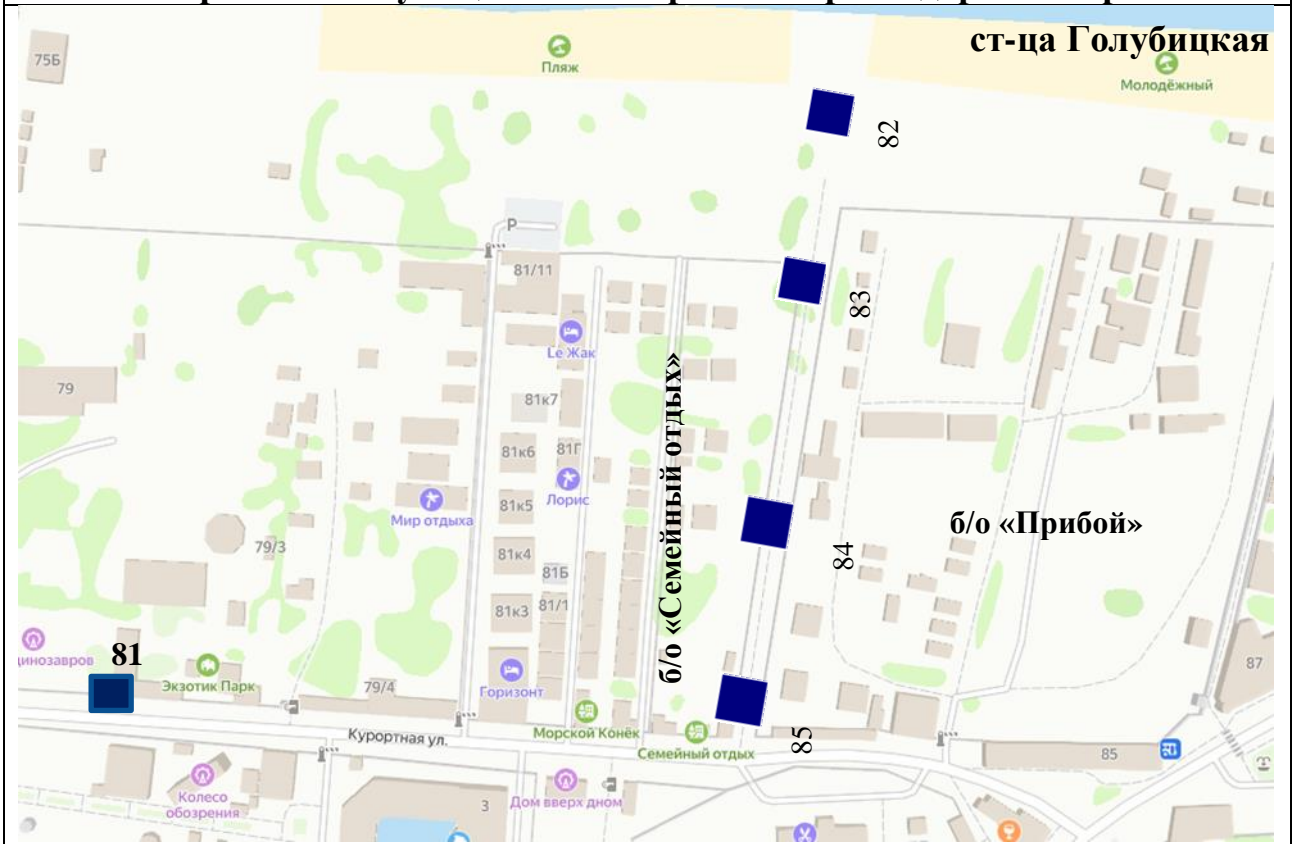 ст-ца Голубицкая
75Б
Пляж
Молодёжный
82
P
81/11
83
Le Жак
79
81к7
81к6
81Г
Лорис
81к5
Мир отдыха
б/о «Семейный отдых»
б/о «Прибой»
79/3
81к4
81Б
84
81к3
81/1
динозавров
81
Экзотик Парк
79/4
Горизонт
87
Курортная ул.
Морской Конёк
Семейный отдых
85
85
Колесо
обозрения
3
Дом вверх дном